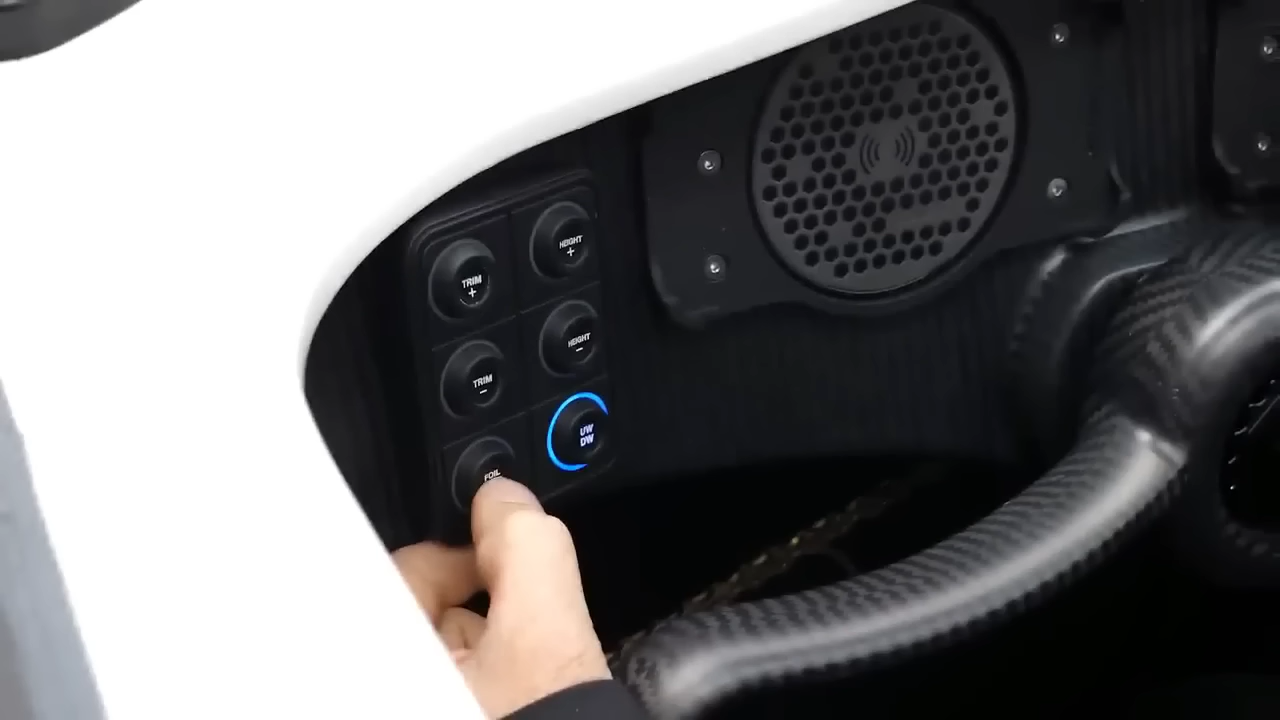 TRIM
+
HEIGHT
+
TRIM
-
HEIGHT
-
FOIL
UW
DW